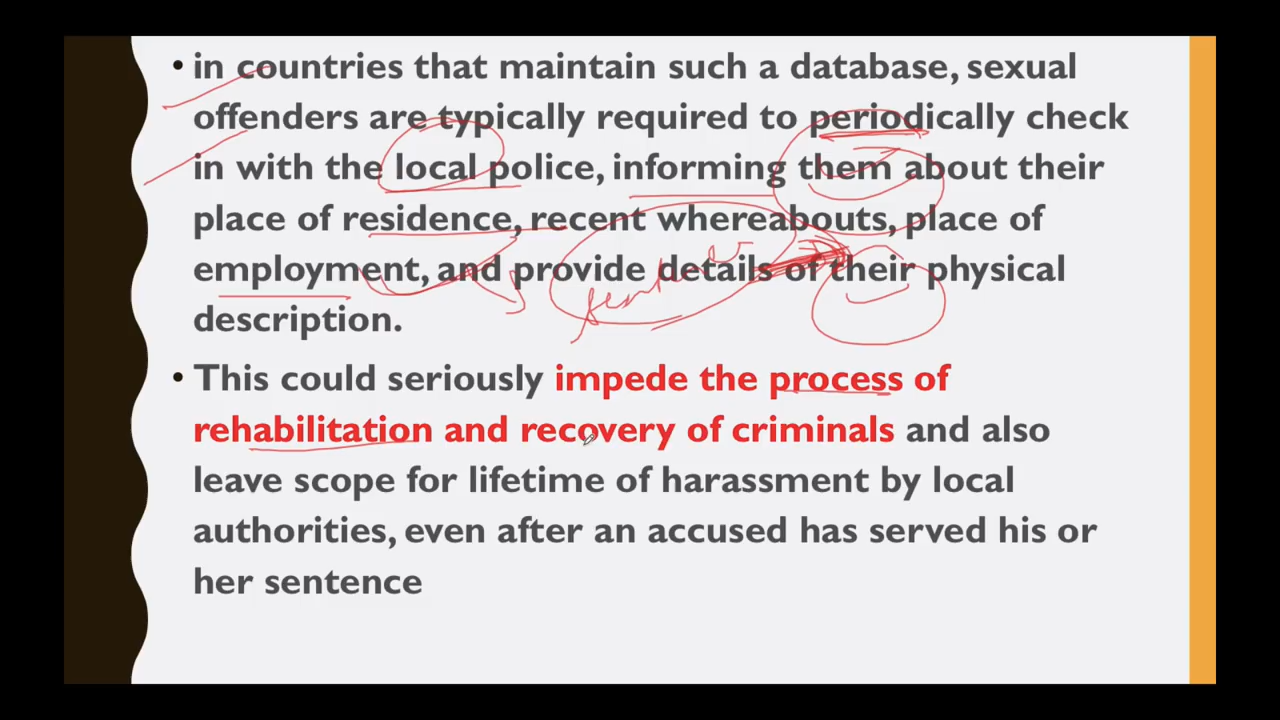 • in countries that maintain such a database, sexual
offenders are typically required to periodically check
in with the local police, informing them about their
place of residence, recent whereabouts, place of
employment, and provide details of their physical
description.
• This could seriously impede the process of
rehabilitation and recovery of criminals and also
leave scope for lifetime of harassment by local
authorities, even after an accused has served his or
her sentence